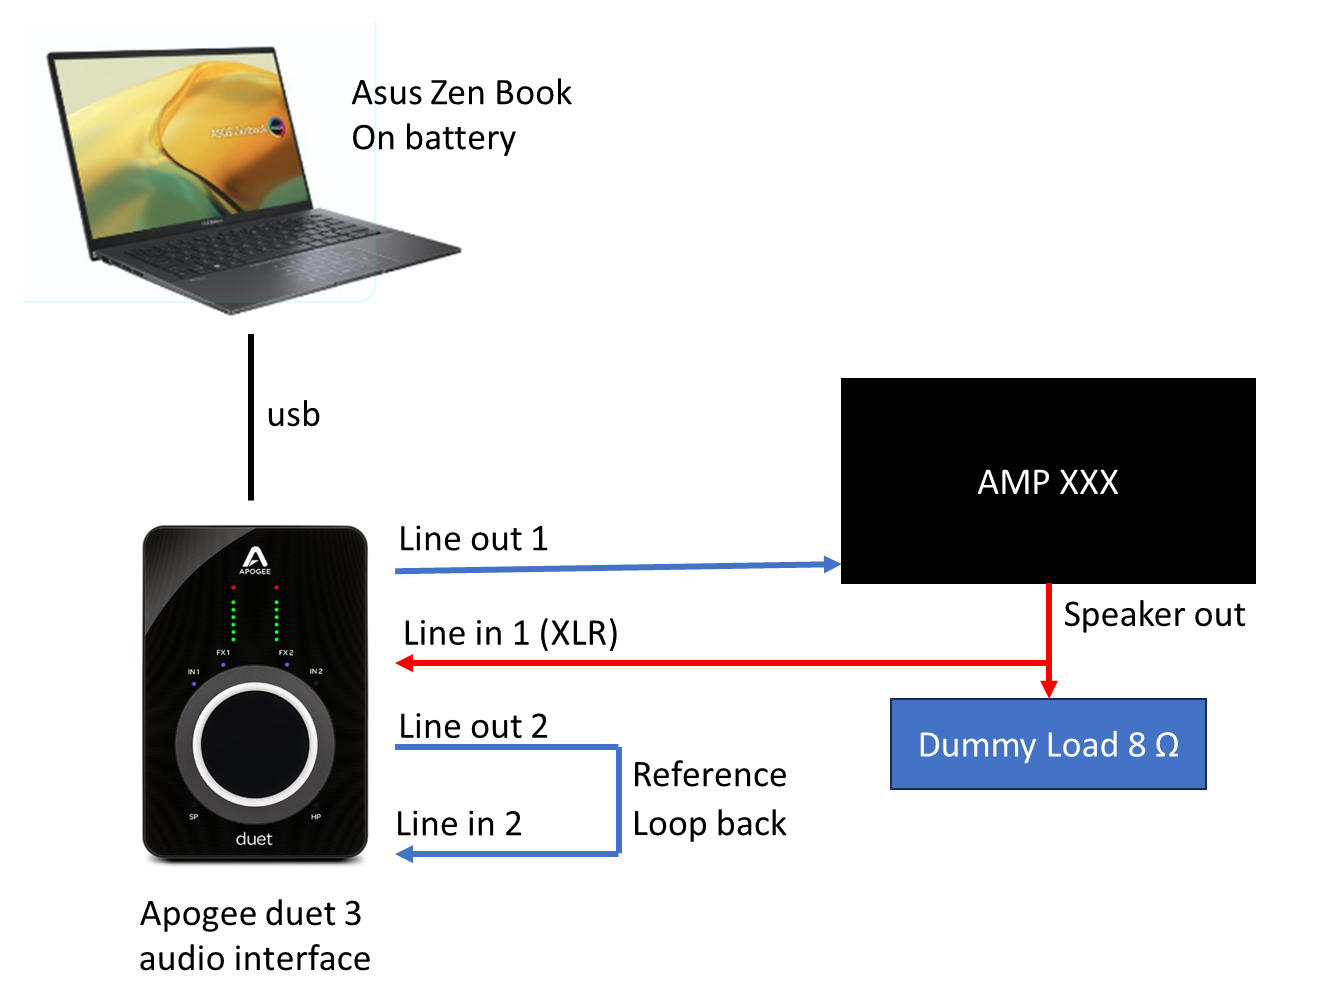 Asus Zen Book
On battery
ASUS Zenbook
usb
AMP XXX
Line out 1
Speaker out
Line in 1 (XLR)
Line out 2
Dummy Load 8 Ω
Reference
Line in 2
Loop back
APOGEE
FX1
FX2
IN1
IN2
SP
HP
duet
Apogee duet 3
audio interface